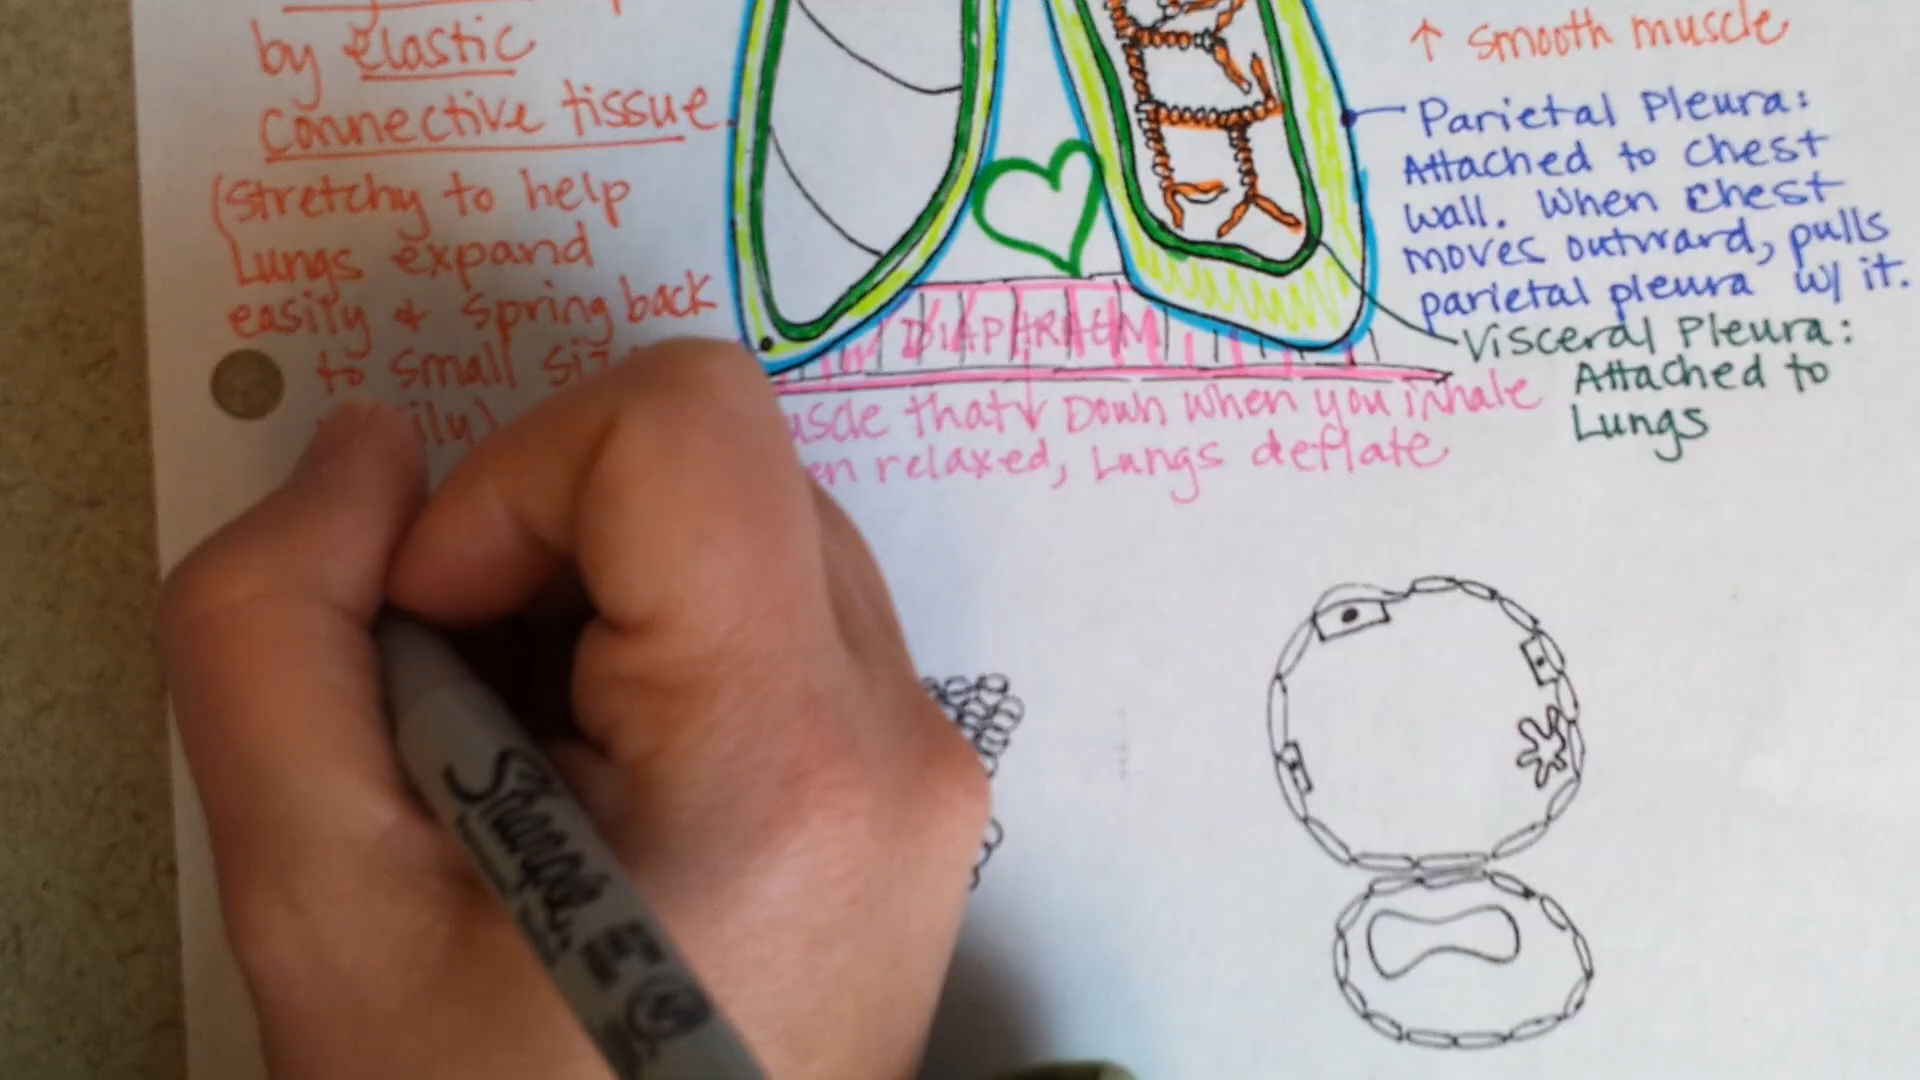 by Elastic
Connective tissue
(Stretchy to help
Lungs expand
easily & spring back
to small
↑ smooth muscle
Parietal Pleura:
Attached to chest
wall. When chest
moves outward, pulls
parietal pleura w/ it.
Visceral Pleura:
Attached to
Lungs
DIAPHRAGM
that ↓ Down when you inhale
relaxed, Lungs deflate
Sharpie